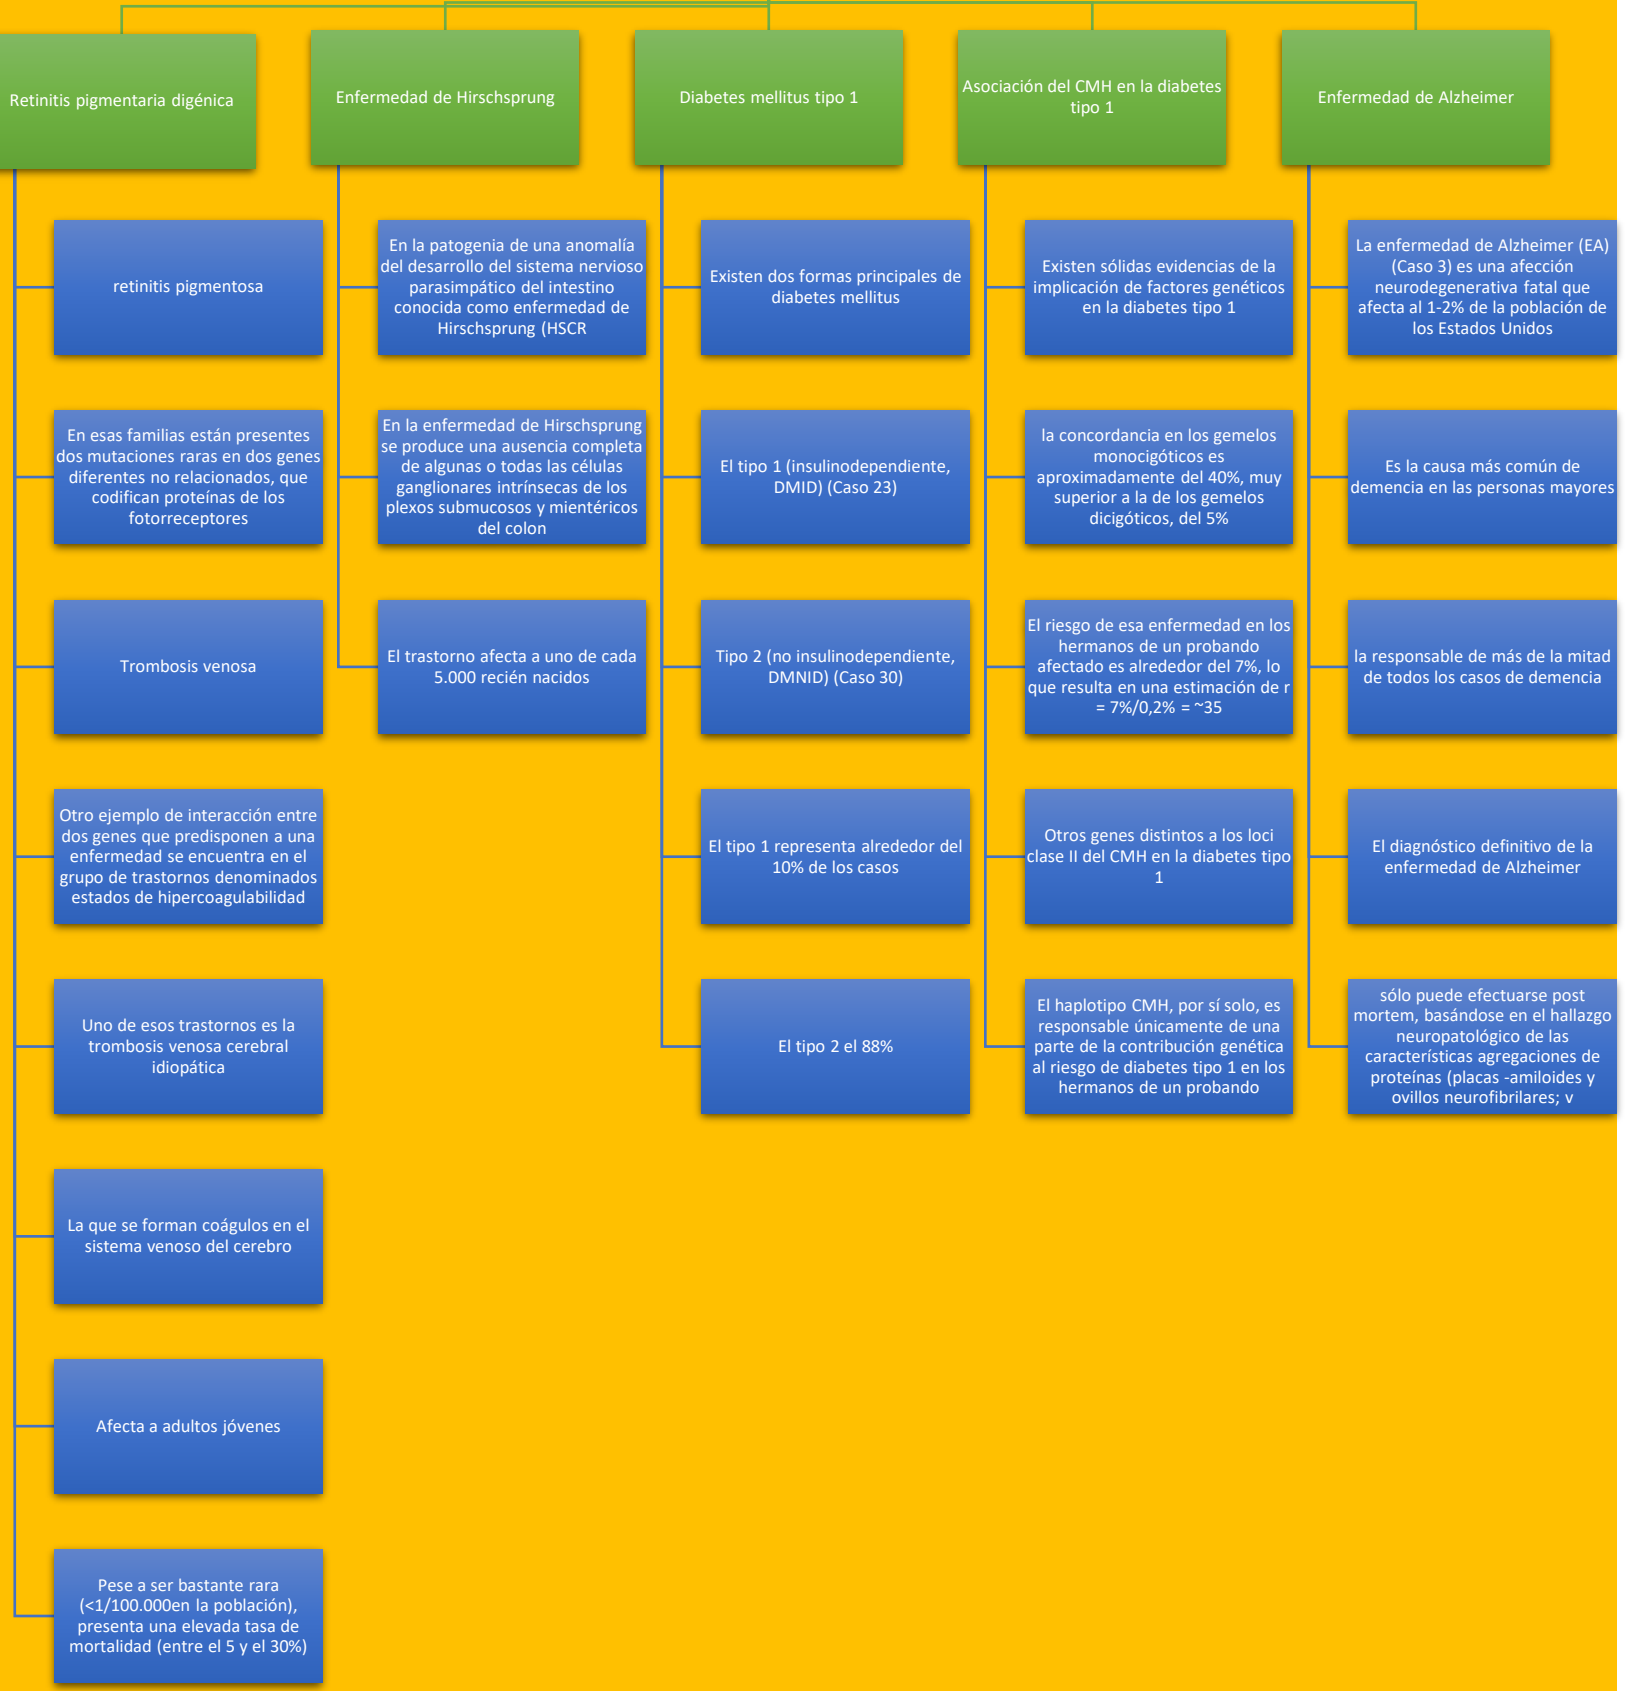 Retinitis pigmentaria digénica
retinitis pigmentosa
En esas familias están presentes
dos mutaciones raras en dos genes
diferentes no relacionados, que
codifican proteínas de los
fotorreceptores
Trombosis venosa
Otro ejemplo de interacción entre
dos genes que predisponen a una
enfermedad se encuentra en el
grupo de trastornos denominados
estados de hipercoagulabilidad
Uno de esos trastornos es la
trombosis venosa cerebral
idiopática
La que se forman coágulos en el
sistema venoso del cerebro
Afecta a adultos jóvenes
Pese a ser bastante rara
(<1/100.000en la población),
presenta una elevada tasa de
mortalidad (entre el 5 y el 30%)
Enfermedad de Hirschsprung
En la patogenia de una anomalía
del desarrollo del sistema nervioso
parasimpático del intestino
conocida como enfermedad de
Hirschsprung (HSCR
En la enfermedad de Hirschsprung
se produce una ausencia completa
de algunas o todas las células
ganglionares intrínsecas de los
plexos submucosos y mientéricos
del colon
El trastorno afecta a uno de cada
5.000 recién nacidos
Diabetes mellitus tipo 1
Existen dos formas principales de
diabetes mellitus
El tipo 1 (insulinodependiente,
DMID) (Caso 23)
Tipo 2 (no insulinodependiente,
DMNID) (Caso 30)
El tipo 1 representa alrededor del
10% de los casos
El tipo 2 el 88%
Asociación del CMH en la diabetes
tipo 1
Existen sólidas evidencias de la
implicación de factores genéticos
en la diabetes tipo 1
la concordancia en los gemelos
monocigóticos es
aproximadamente del 40%, muy
superior a la de los gemelos
dicigóticos, del 5%
El riesgo de esa enfermedad en los
hermanos de un probando
afectado es alrededor del 7%, lo
que resulta en una estimación de r
= 7%/0,2% = ~35
Otros genes distintos a los loci
clase II del CMH en la diabetes tipo
1
El haplotipo CMH, por sí solo, es
responsable únicamente de una
parte de la contribución genética
al riesgo de diabetes tipo 1 en los
hermanos de un probando
Enfermedad de Alzheimer
La enfermedad de Alzheimer (EA)
(Caso 3) es una afección
neurodegenerativa fatal que
afecta al 1-2% de la población de
los Estados Unidos
Es la causa más común de
demencia en las personas mayores
la responsable de más de la mitad
de todos los casos de demencia
El diagnóstico definitivo de la
enfermedad de Alzheimer
sólo puede efectuarse post
mortem, basándose en el hallazgo
neuropatológico de las
características agregaciones de
proteínas (placas -amiloides y
ovillos neurofibrilares; v